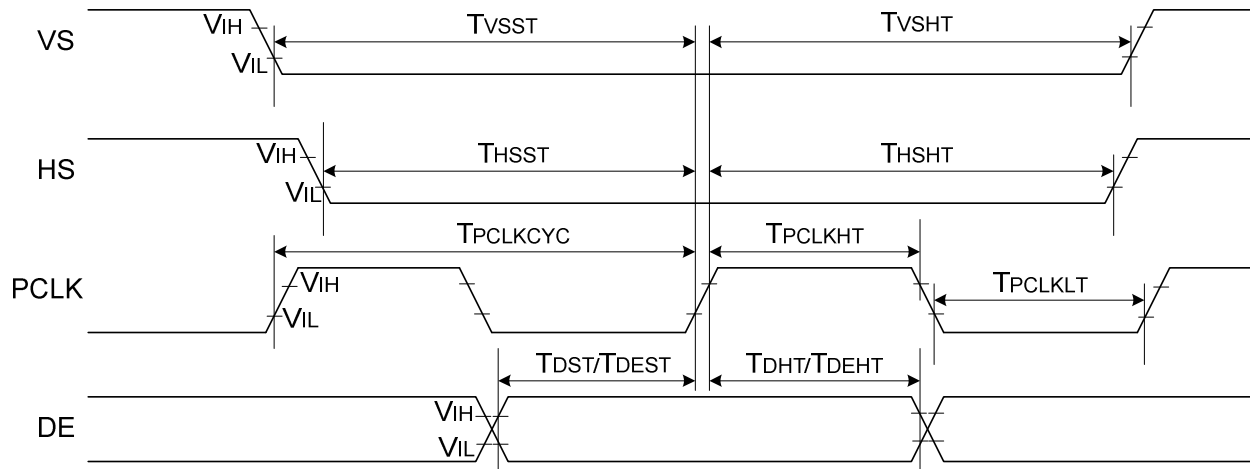 VS VIH VIL TVSST TVSHT
HS VIH VIL THSST THSHT
PCLK VIH VIL TPCLKCYC TPCLKHT TPCLKLT
DE VIH VIL TDST/TDEST TDHT/TDEHT